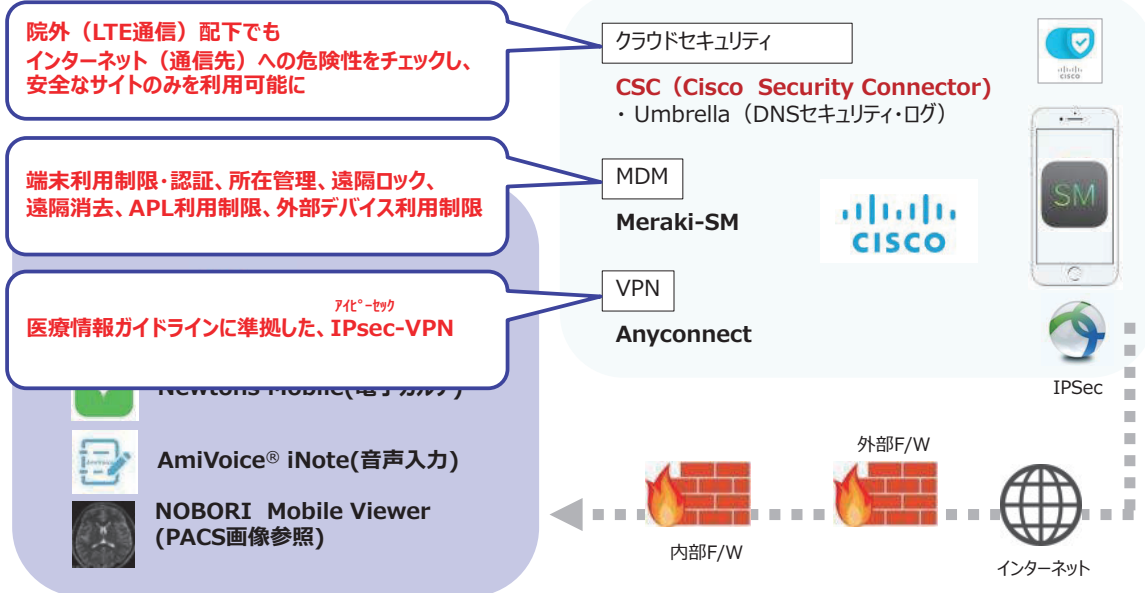 院外（LTE通信）配下でも
インターネット（通信先）への危険性をチェックし、
安全なサイトのみを利用可能に
クラウドセキュリティ
CSC（Cisco Security Connector)
・Umbrella（DNSセキュリティ・ログ）
CISCO
端末利用制限・認証、所在管理、遠隔ロック、
遠隔消去、APL利用制限、外部デバイス利用制限
MDM
Meraki-SM
CISCO
SM
アイピーセック
医療情報ガイドラインに準拠した、IPsec-VPN
VPN
Anyconnect
IPSec
Newtons Mobile(電子カルテ)
AmiVoice® iNote(音声入力)
NOBORI Mobile Viewer
(PACS画像参照)
外部F/W
内部F/W
インターネット